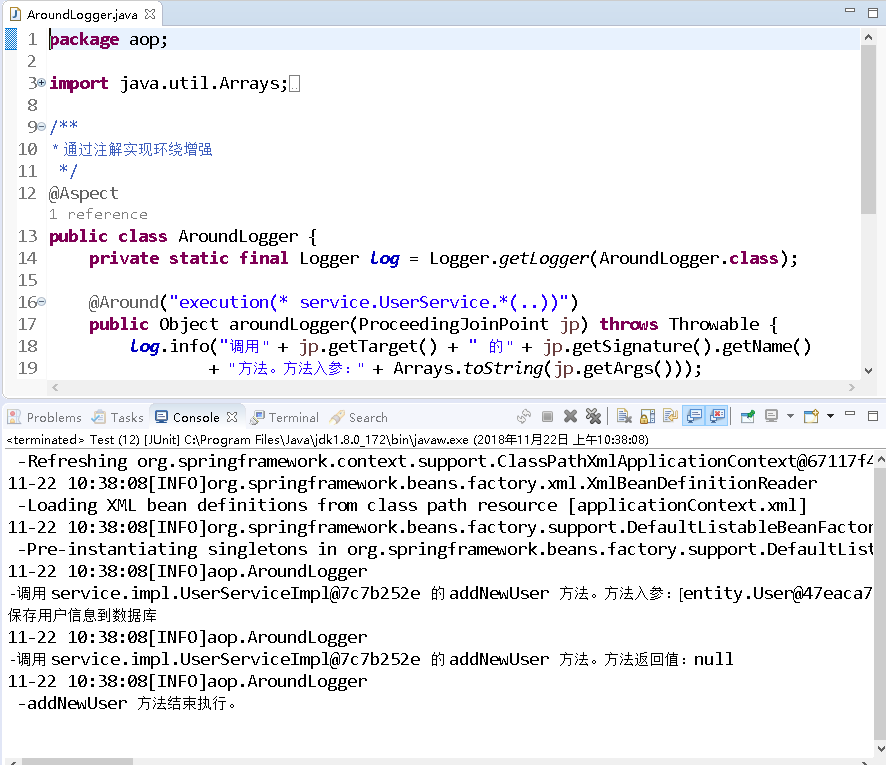 AroundLogger.java
1 package aop;
2
3 import java.util.Arrays;
8
9 /**
10 * 通过注解实现环绕增强
11 */
12 @Aspect
1 reference
13 public class AroundLogger {
14 private static final Logger log = Logger.getLogger(AroundLogger.class);
15
16 @Around("execution(* service.UserService.*(..))")
17 public Object aroundLogger(ProceedingJoinPoint jp) throws Throwable {
18 log.info("调用" + jp.getTarget() + " 的" + jp.getSignature().getName()
19 + "方法。方法入参：" + Arrays.toString(jp.getArgs()));
Problems Tasks Console Terminal Search
<terminated> Test (12) [JUnit] C:\Program Files\Java\jdk1.8.0_172\bin\javaw.exe (2018年11月22日 上午10:38:08)
-Refreshing org.springframework.context.support.ClassPathXmlApplicationContext@67117f4
11-22 10:38:08[INFO]org.springframework.beans.factory.xml.XmlBeanDefinitionReader
-Loading XML bean definitions from class path resource [applicationContext.xml]
11-22 10:38:08[INFO]org.springframework.beans.factory.support.DefaultListableBeanFactor
-Pre-instantiating singletons in org.springframework.beans.factory.support.DefaultList
11-22 10:38:08[INFO]aop.AroundLogger
-调用 service.impl.UserServiceImpl@7c7b252e 的 addNewUser 方法。方法入参：[entity.User@47eaca7
保存用户信息到数据库
11-22 10:38:08[INFO]aop.AroundLogger
-调用 service.impl.UserServiceImpl@7c7b252e 的 addNewUser 方法。方法返回值：null
11-22 10:38:08[INFO]aop.AroundLogger
-addNewUser 方法结束执行。